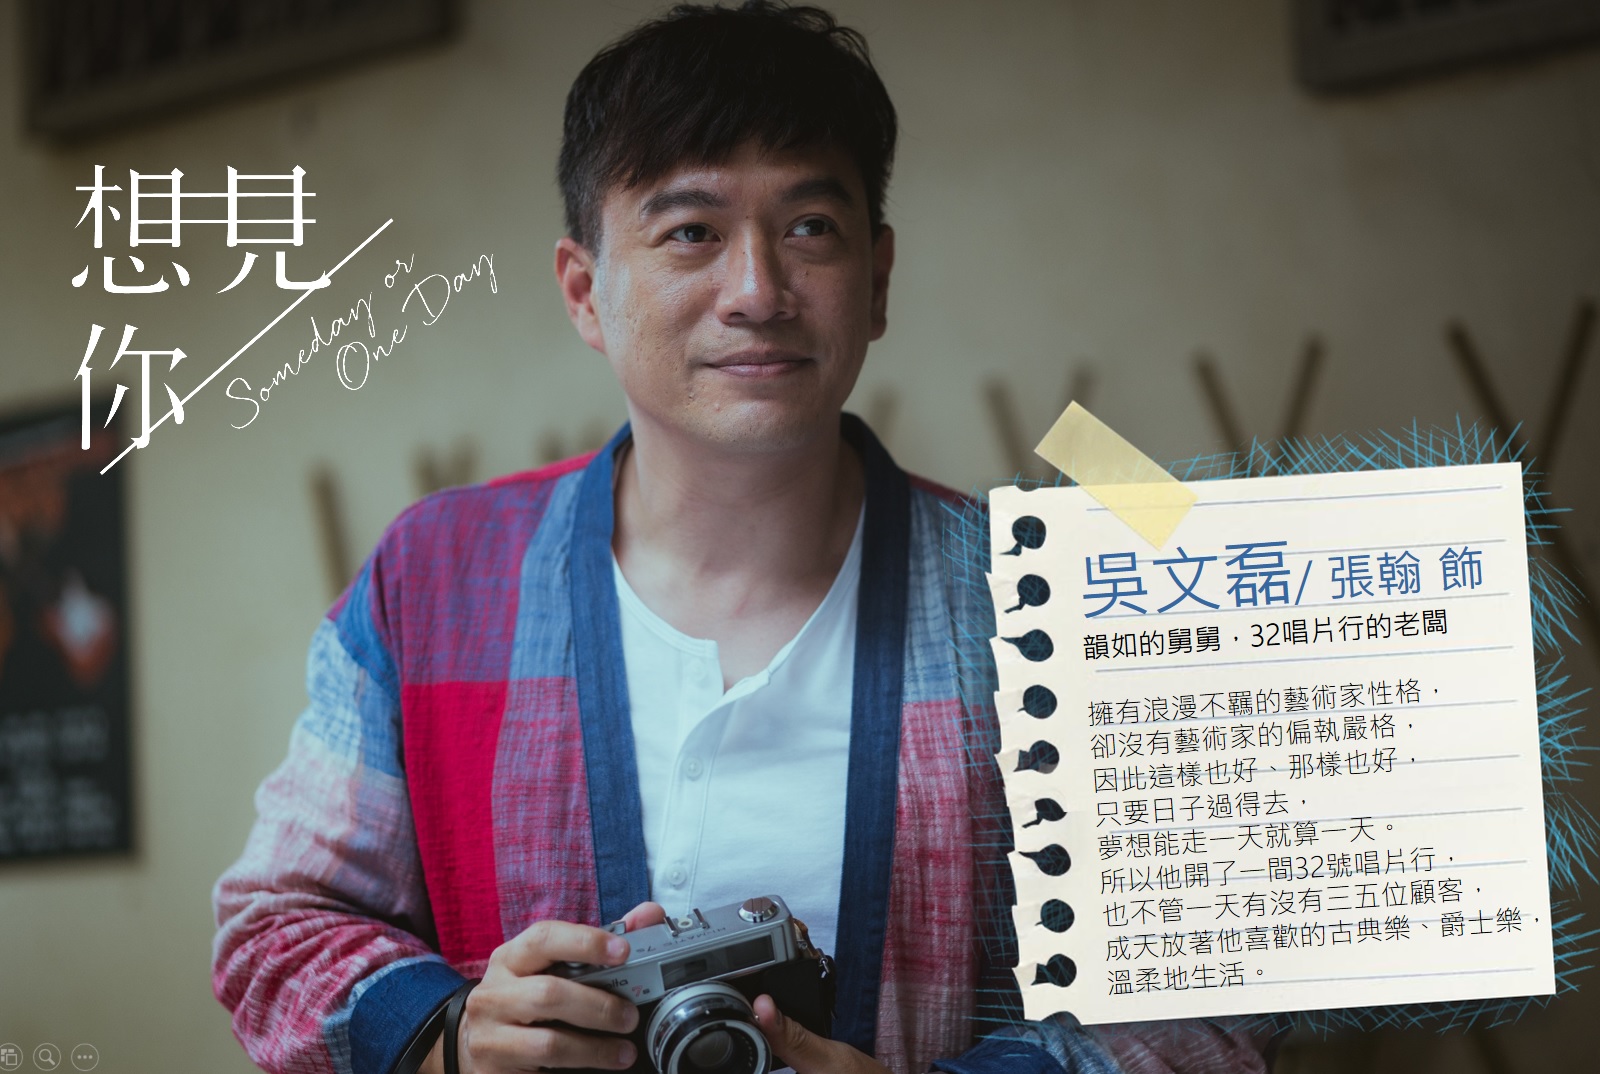 想見
你
Someday or
One Day
吳文磊/ 張翰 飾
韻如的舅舅，32唱片行的老闆
擁有浪漫不羈的藝術家性格，
卻沒有藝術家的偏執嚴格，
因此這樣也好、那樣也好，
只要日子過得去，
夢想能走一天就算一天。
所以他開了一間32號唱片行，
也不管一天有沒有三五位顧客，
成天放著他喜歡的古典樂、爵士樂，
溫柔地生活。
HI-MATIC 7s